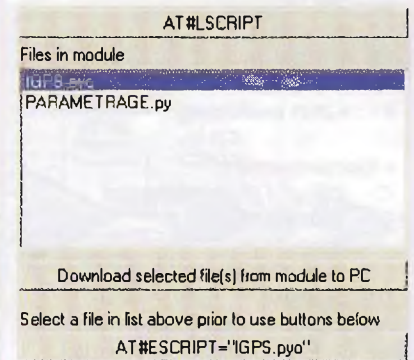 AT#LSCRIPT
Files in module
IGPS.pyo
PARAMETRAGE.py
Download selected file(s) from module to PC
Select a file in list above prior to use buttons below
AT#ESCRIPT="IGPS.pyo"